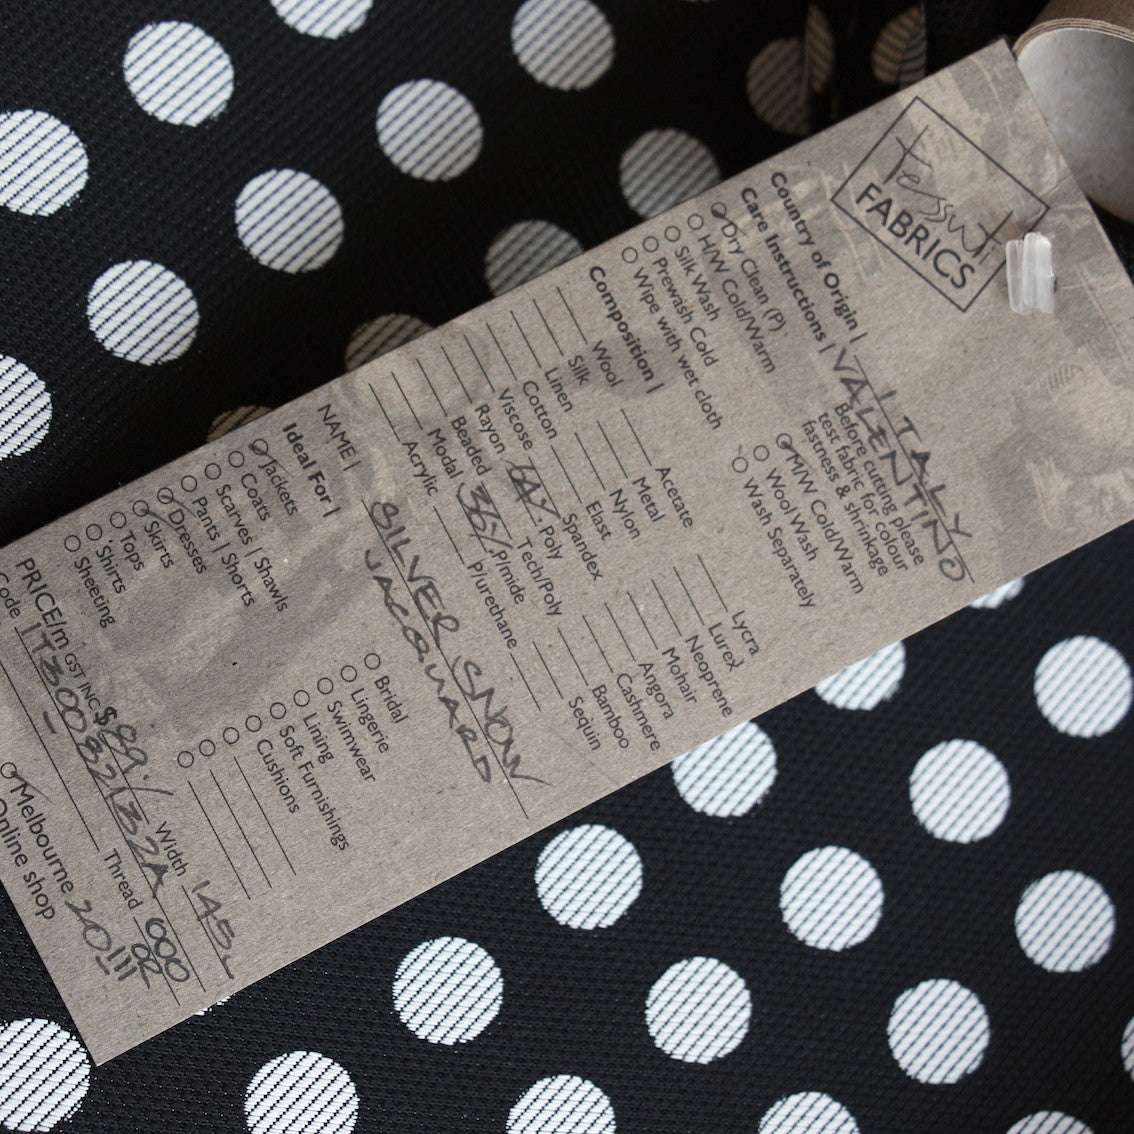 Tessuti
FABRICS
Country of Origin | ITALY
Care Instructions | VALENTINO
Dry Clean (P)
H/W Cold/Warm
Silk Wash
Prewash Cold
Wipe with wet cloth
Before cutting please
test fabric for colour
fastness & shrinkage
M/W Cold/Warm
Wool Wash
Wash Separately
Composition |
Wool
Silk
Linen
Cotton
Viscose
Rayon
Beaded
Modal
Acrylic
Acetate
Metal
Nylon
Elast
Spandex
Poly
Tech/Poly
P/mide
P/urethane
Lycra
Lurex
Neoprene
Mohair
Angora
Cashmere
Bamboo
Sequin
NAME | SILVER SNOW
JACQUARD
Ideal For |
Jackets
Coats
Scarves | Shawls
Pants | Shorts
Dresses
Skirts
Tops
Shirts
Sheeting
Bridal
Lingerie
Swimwear
Lining
Soft Furnishings
Cushions
PRICE/m GST INC $89./ Width 145
Code
Thread
Melbourne
Online shop